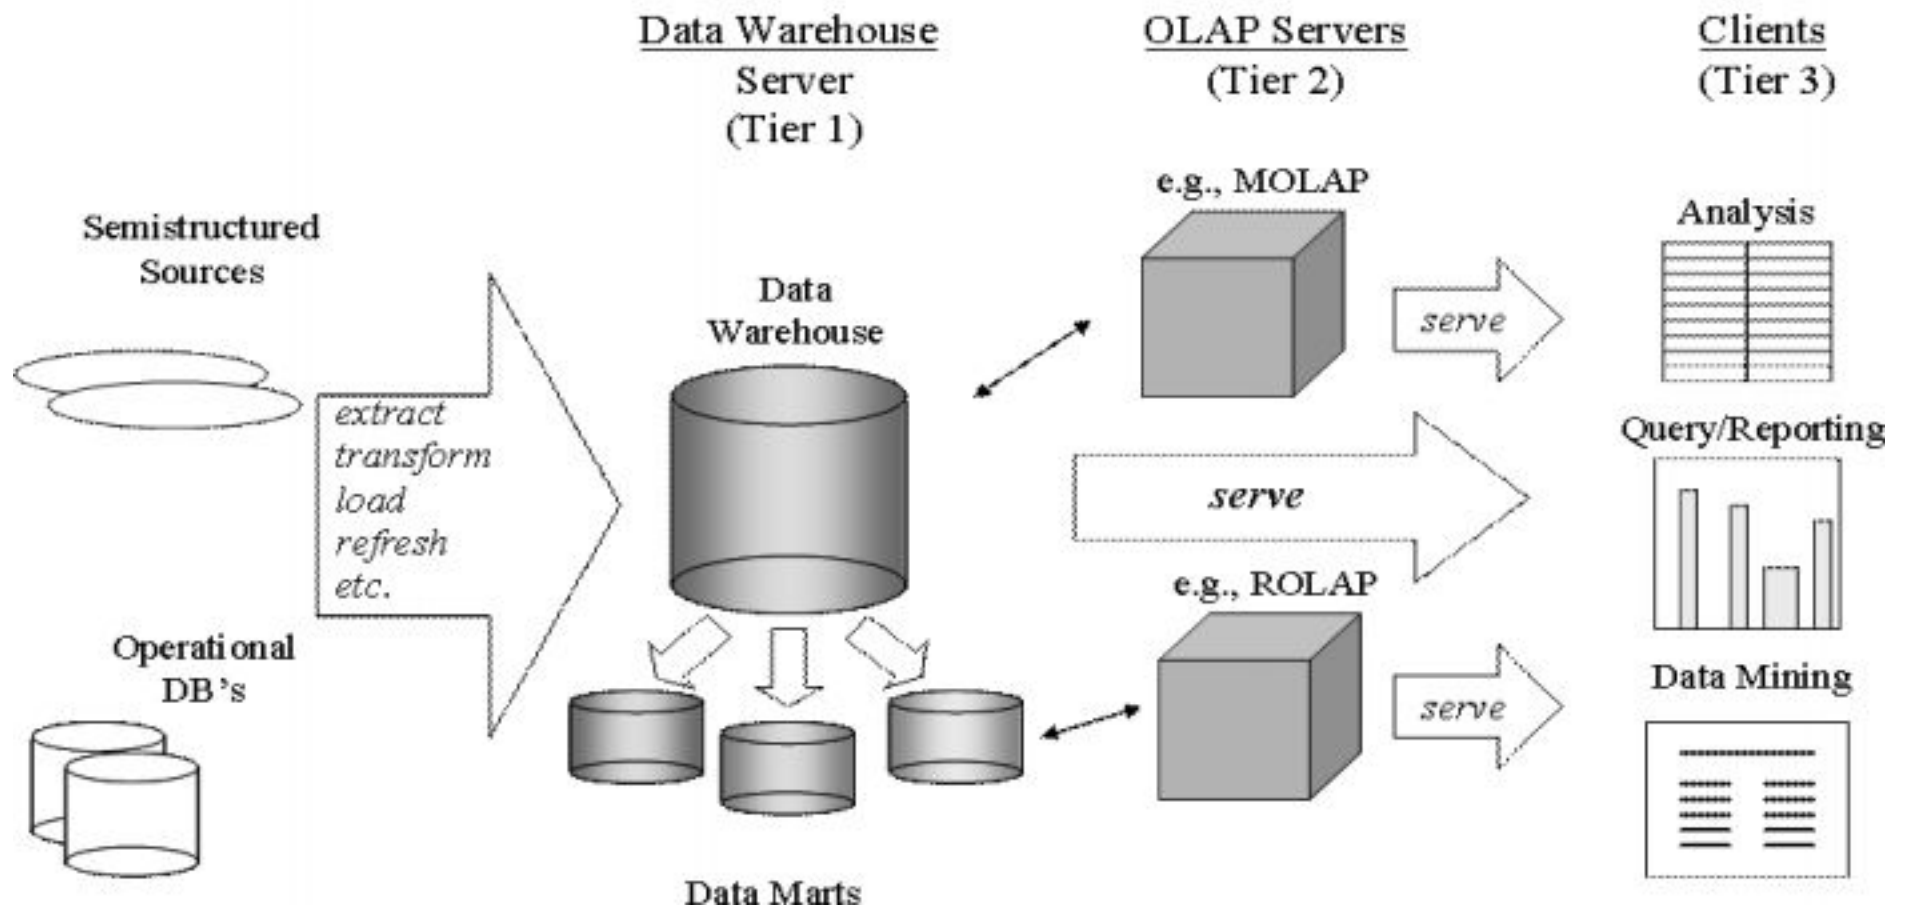 Data Warehouse
Server
(Tier 1)
OLAP Servers
(Tier 2)
Clients
(Tier 3)
Semistructured
Sources
extract
transform
load
refresh
etc.
Operational
DB's
Data
Warehouse
Data Marts
e.g., MOLAP
serve
serve
e.g., ROLAP
serve
Analysis
Query/Reporting
Data Mining